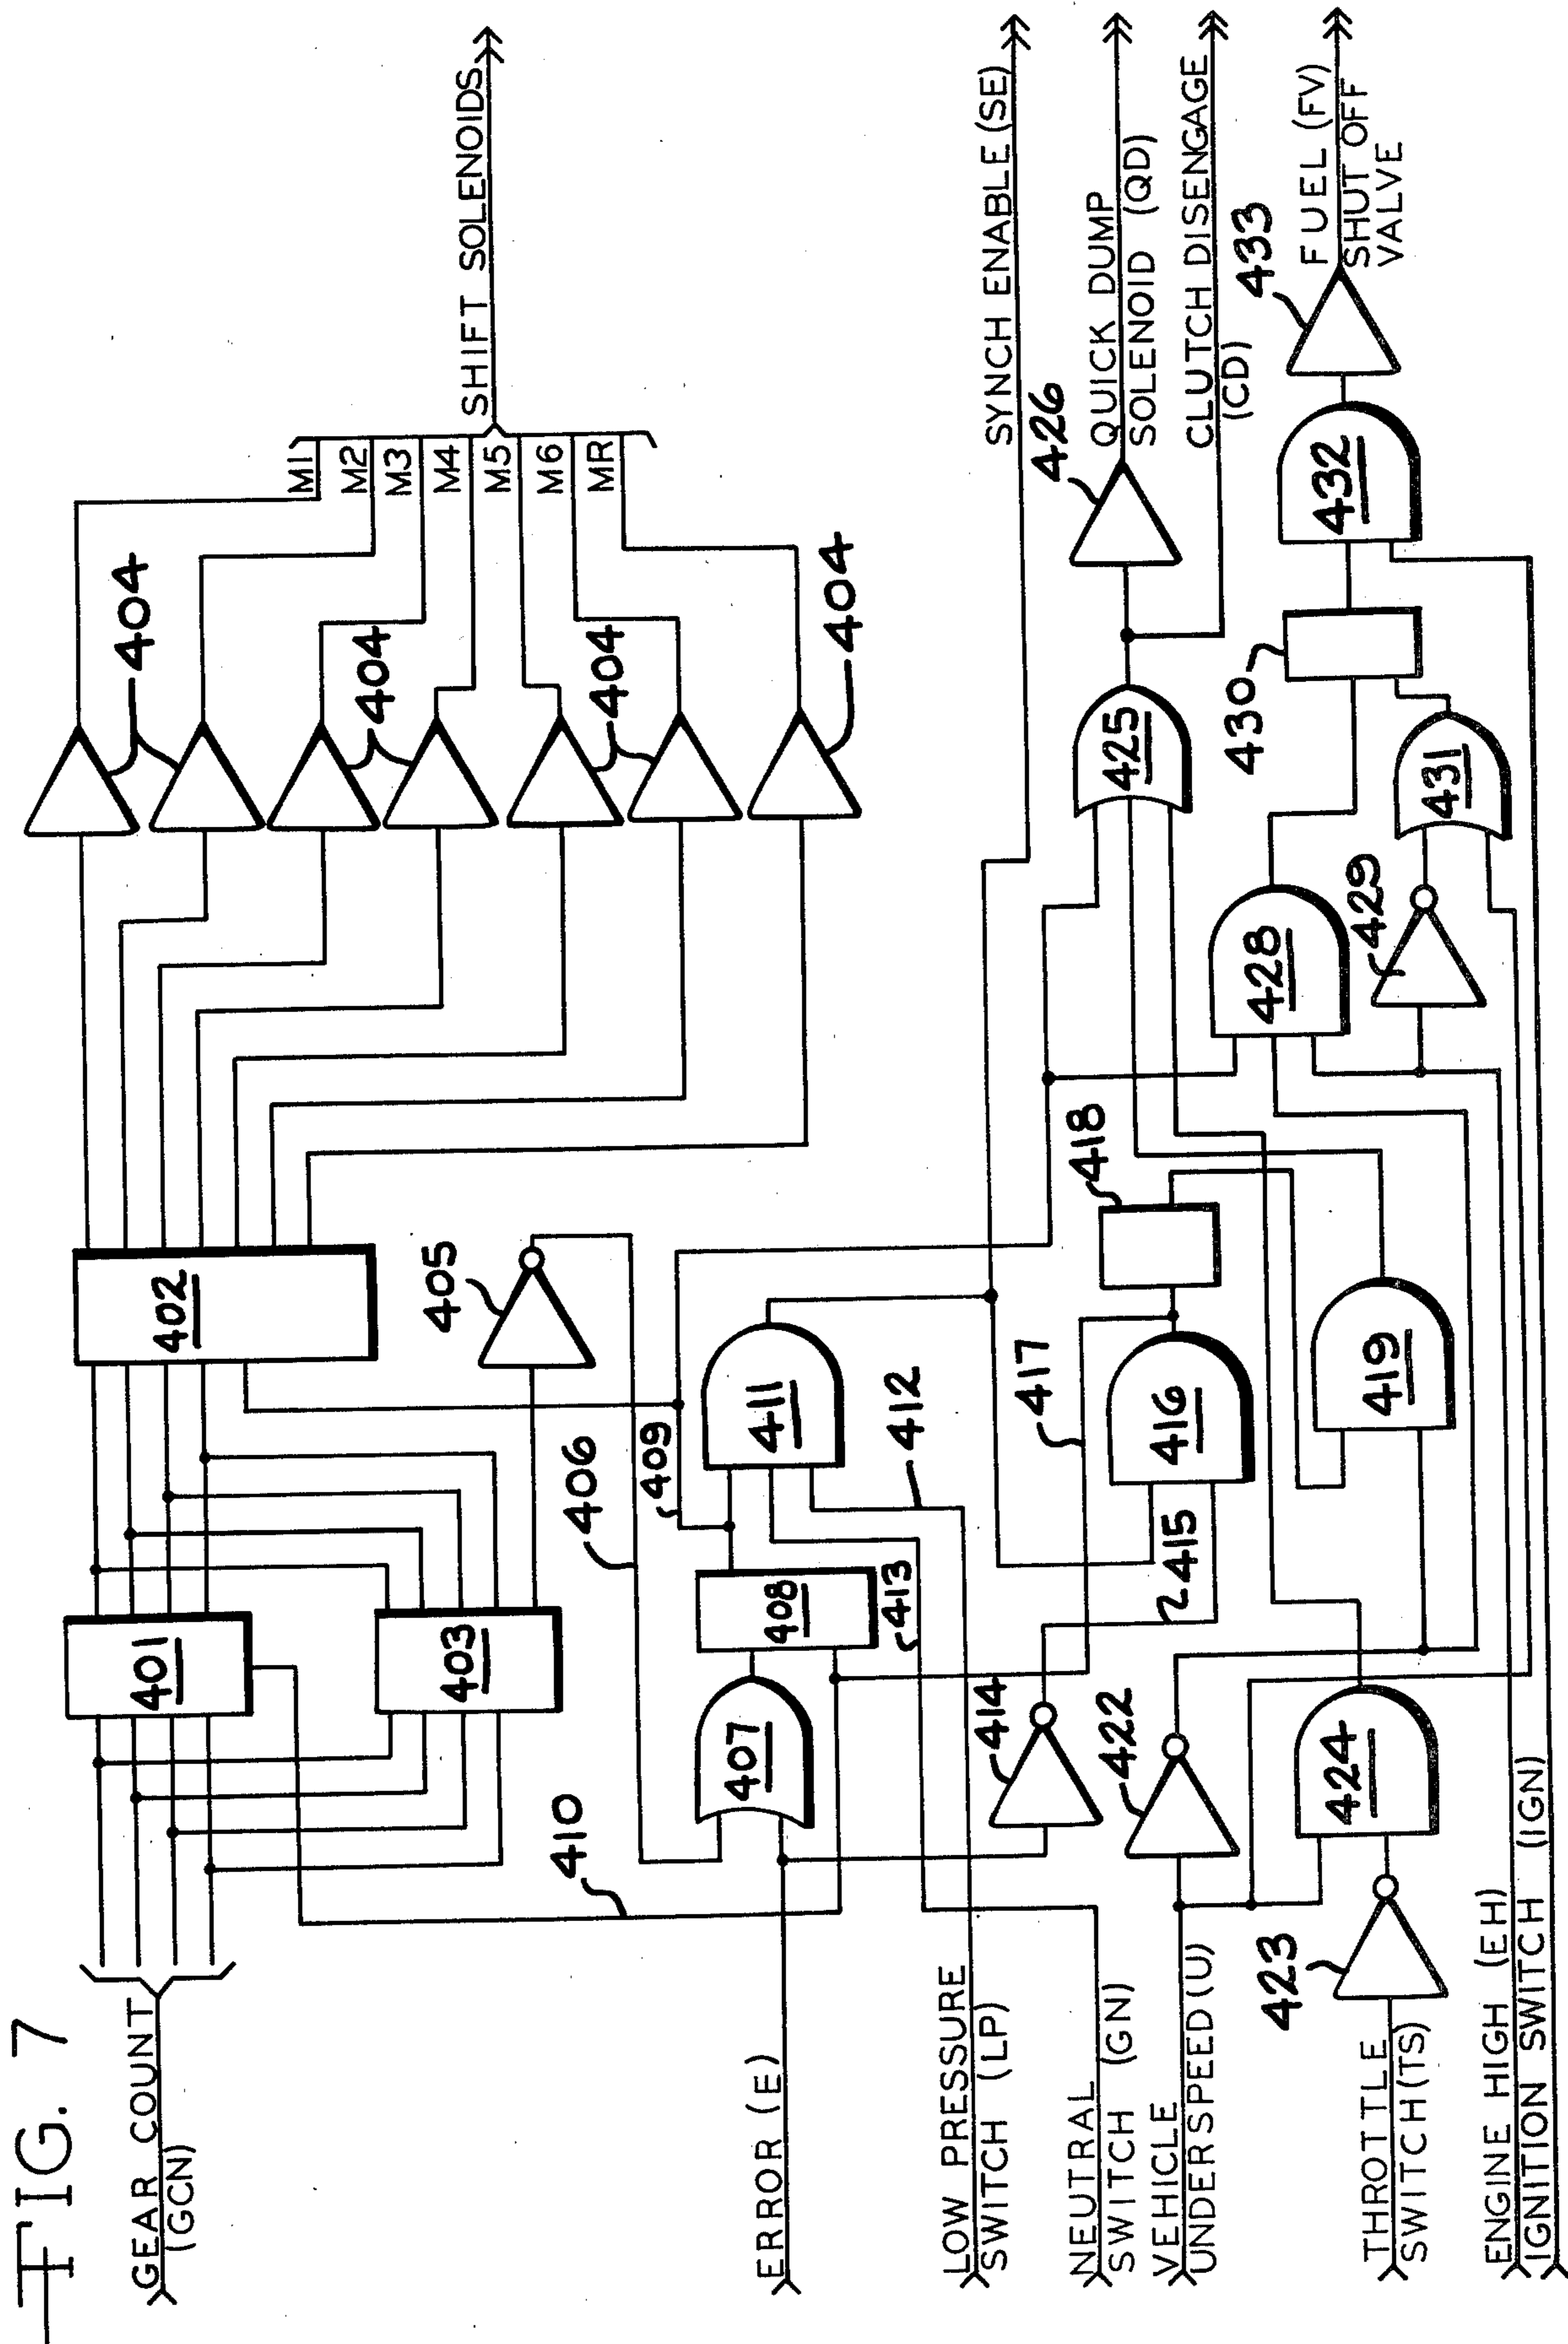 FIG. 7
GEAR COUNT
(GCN)
401
402
403
404
404
404
404
M1
M2
M3
M4
M5
M6
MR
SHIFT SOLENOIDS
405
406
410
409
ERROR (E)
407
408
411
412
413
LOW PRESSURE
SWITCH (LP)
SYNCH ENABLE (SE)
NEUTRAL
SWITCH (GN)
414
415
416
417
418
425
426
QUICK DUMP
SOLENOID (QD)
VEHICLE
UNDERSPEED (U)
422
CLUTCH DISENGAGE
(CD)
THROTTLE
SWITCH (TS)
423
424
419
428
429
430
431
432
433
FUEL (FV)
SHUT OFF
VALVE
ENGINE HIGH (EH)
IGNITION SWITCH (IGN)